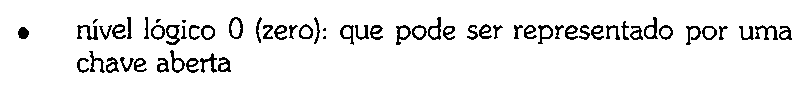 • nível lógico 0 (zero): que pode ser representado por uma
chave aberta